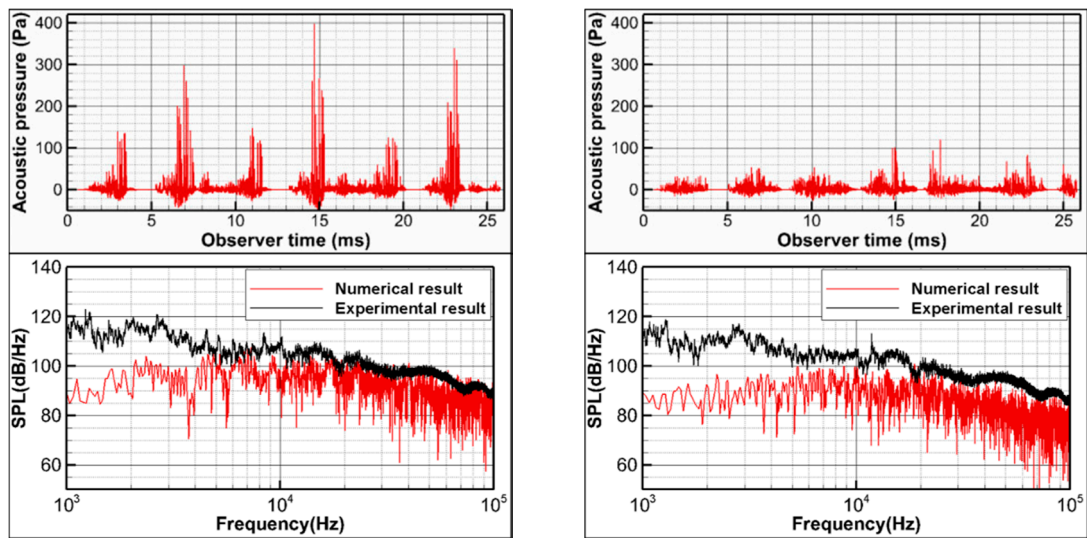 Acoustic pressure (Pa)
400
300
200
100
0
0 5 10 15 20 25
Observer time (ms)
SPL(dB/Hz)
140
120
100
80
60
Numerical result
Experimental result
10³ 10⁴ 10⁵
Frequency(Hz)
Acoustic pressure (Pa)
400
300
200
100
0
0 5 10 15 20 25
Observer time (ms)
SPL(dB/Hz)
140
120
100
80
60
Numerical result
Experimental result
10³ 10⁴ 10⁵
Frequency(Hz)